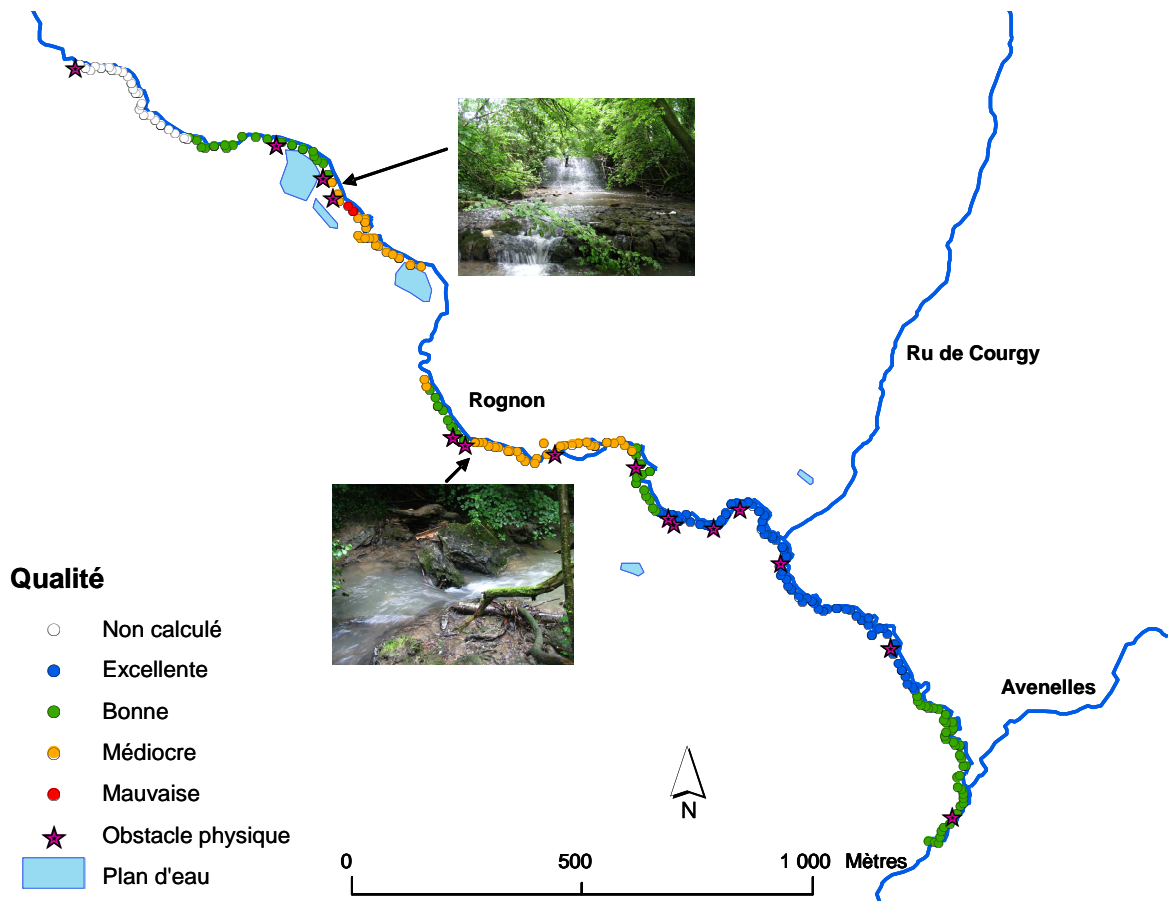 Ru de Courgy
Rognon
Qualité
Non calculé
Excellente
Bonne
Médiocre
Mauvaise
Obstacle physique
Plan d'eau
Avenelles
N
0 500 1 000 Mètres